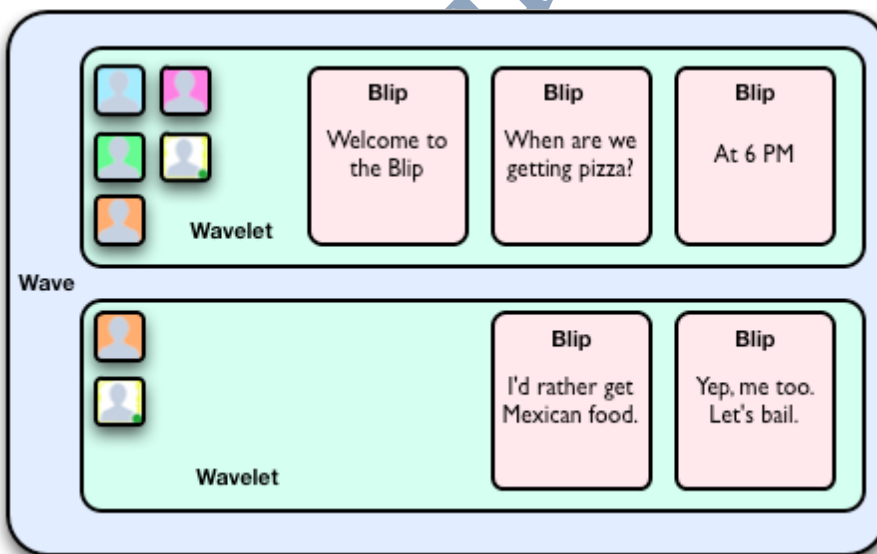 Blip
Welcome to
the Blip
Blip
When are we
getting pizza?
Blip
At 6 PM
Wavelet
Wave
Blip
I'd rather get
Mexican food.
Blip
Yep, me too.
Let's bail.
Wavelet